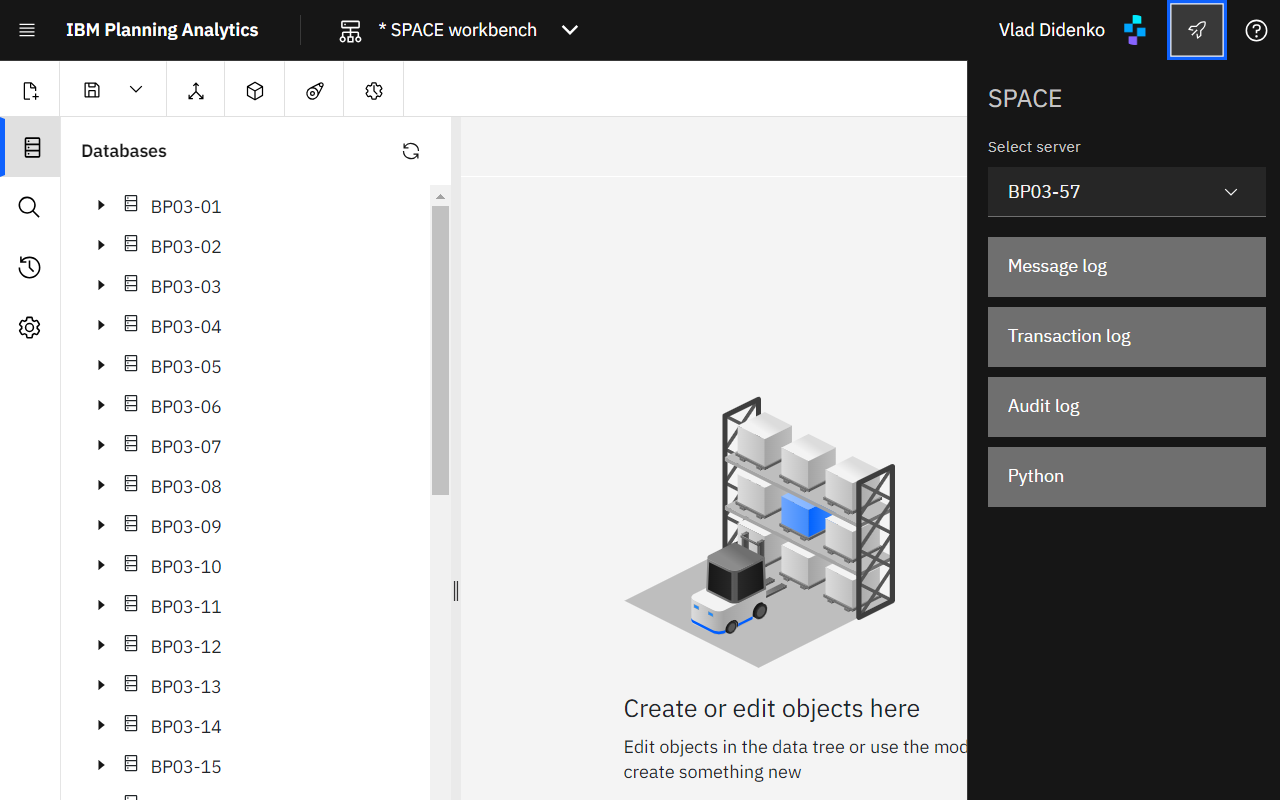 IBM Planning Analytics
* SPACE workbench
Vlad Didenko
Databases
BP03-01
BP03-02
BP03-03
BP03-04
BP03-05
BP03-06
BP03-07
BP03-08
BP03-09
BP03-10
BP03-11
BP03-12
BP03-13
BP03-14
BP03-15
Create or edit objects here
Edit objects in the data tree or use the mod
create something new
SPACE
Select server
BP03-57
Message log
Transaction log
Audit log
Python